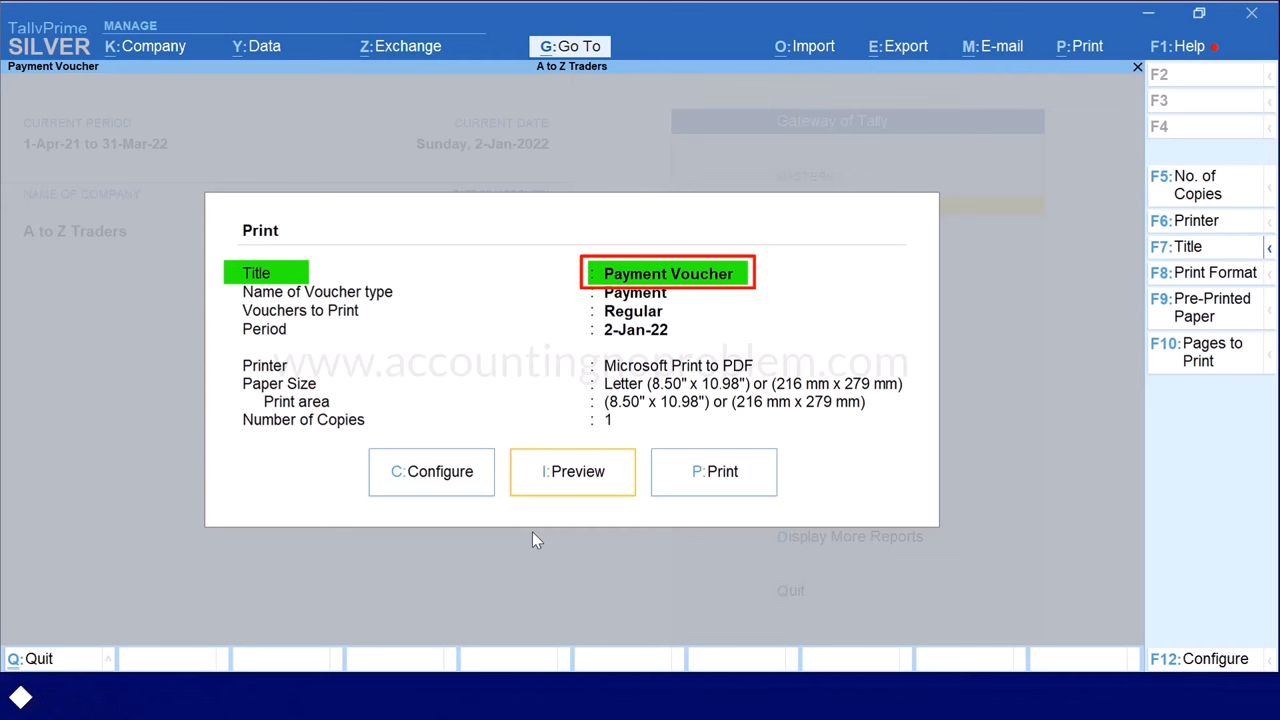 TallyPrime MANAGE
SILVER K:Company Y:Data Z:Exchange G:Go To O:Import E:Export M:E-mail P:Print F1:Help
Payment Voucher A to Z Traders
F2
F3
F4
CURRENT PERIOD CURRENT DATE Gateway of Tally
1-Apr-21 to 31-Mar-22 Sunday, 2-Jan-2022
MASTERS
NAME OF COMPANY
A to Z Traders
F5:No. of
Copies
F6:Printer
F7:Title
F8:Print Format
F9:Pre-Printed
Paper
F10:Pages to
Print
Print
Title : Payment Voucher
Name of Voucher type : Payment
Vouchers to Print : Regular
Period : 2-Jan-22
www.accountingnoproblem.com
Printer : Microsoft Print to PDF
Paper Size : Letter (8.50" x 10.98") or (216 mm x 279 mm)
Print area : (8.50" x 10.98") or (216 mm x 279 mm)
Number of Copies : 1
C:Configure I:Preview P:Print
Display More Reports
Quit
Q:Quit F12:Configure